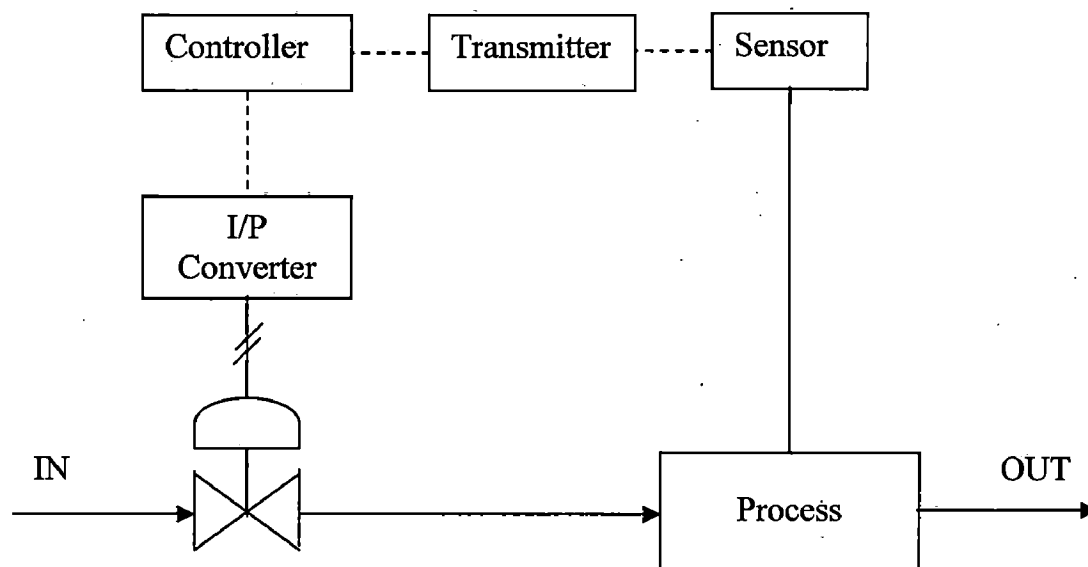 Controller
Transmitter
Sensor
I/P
Converter
IN
OUT
Process